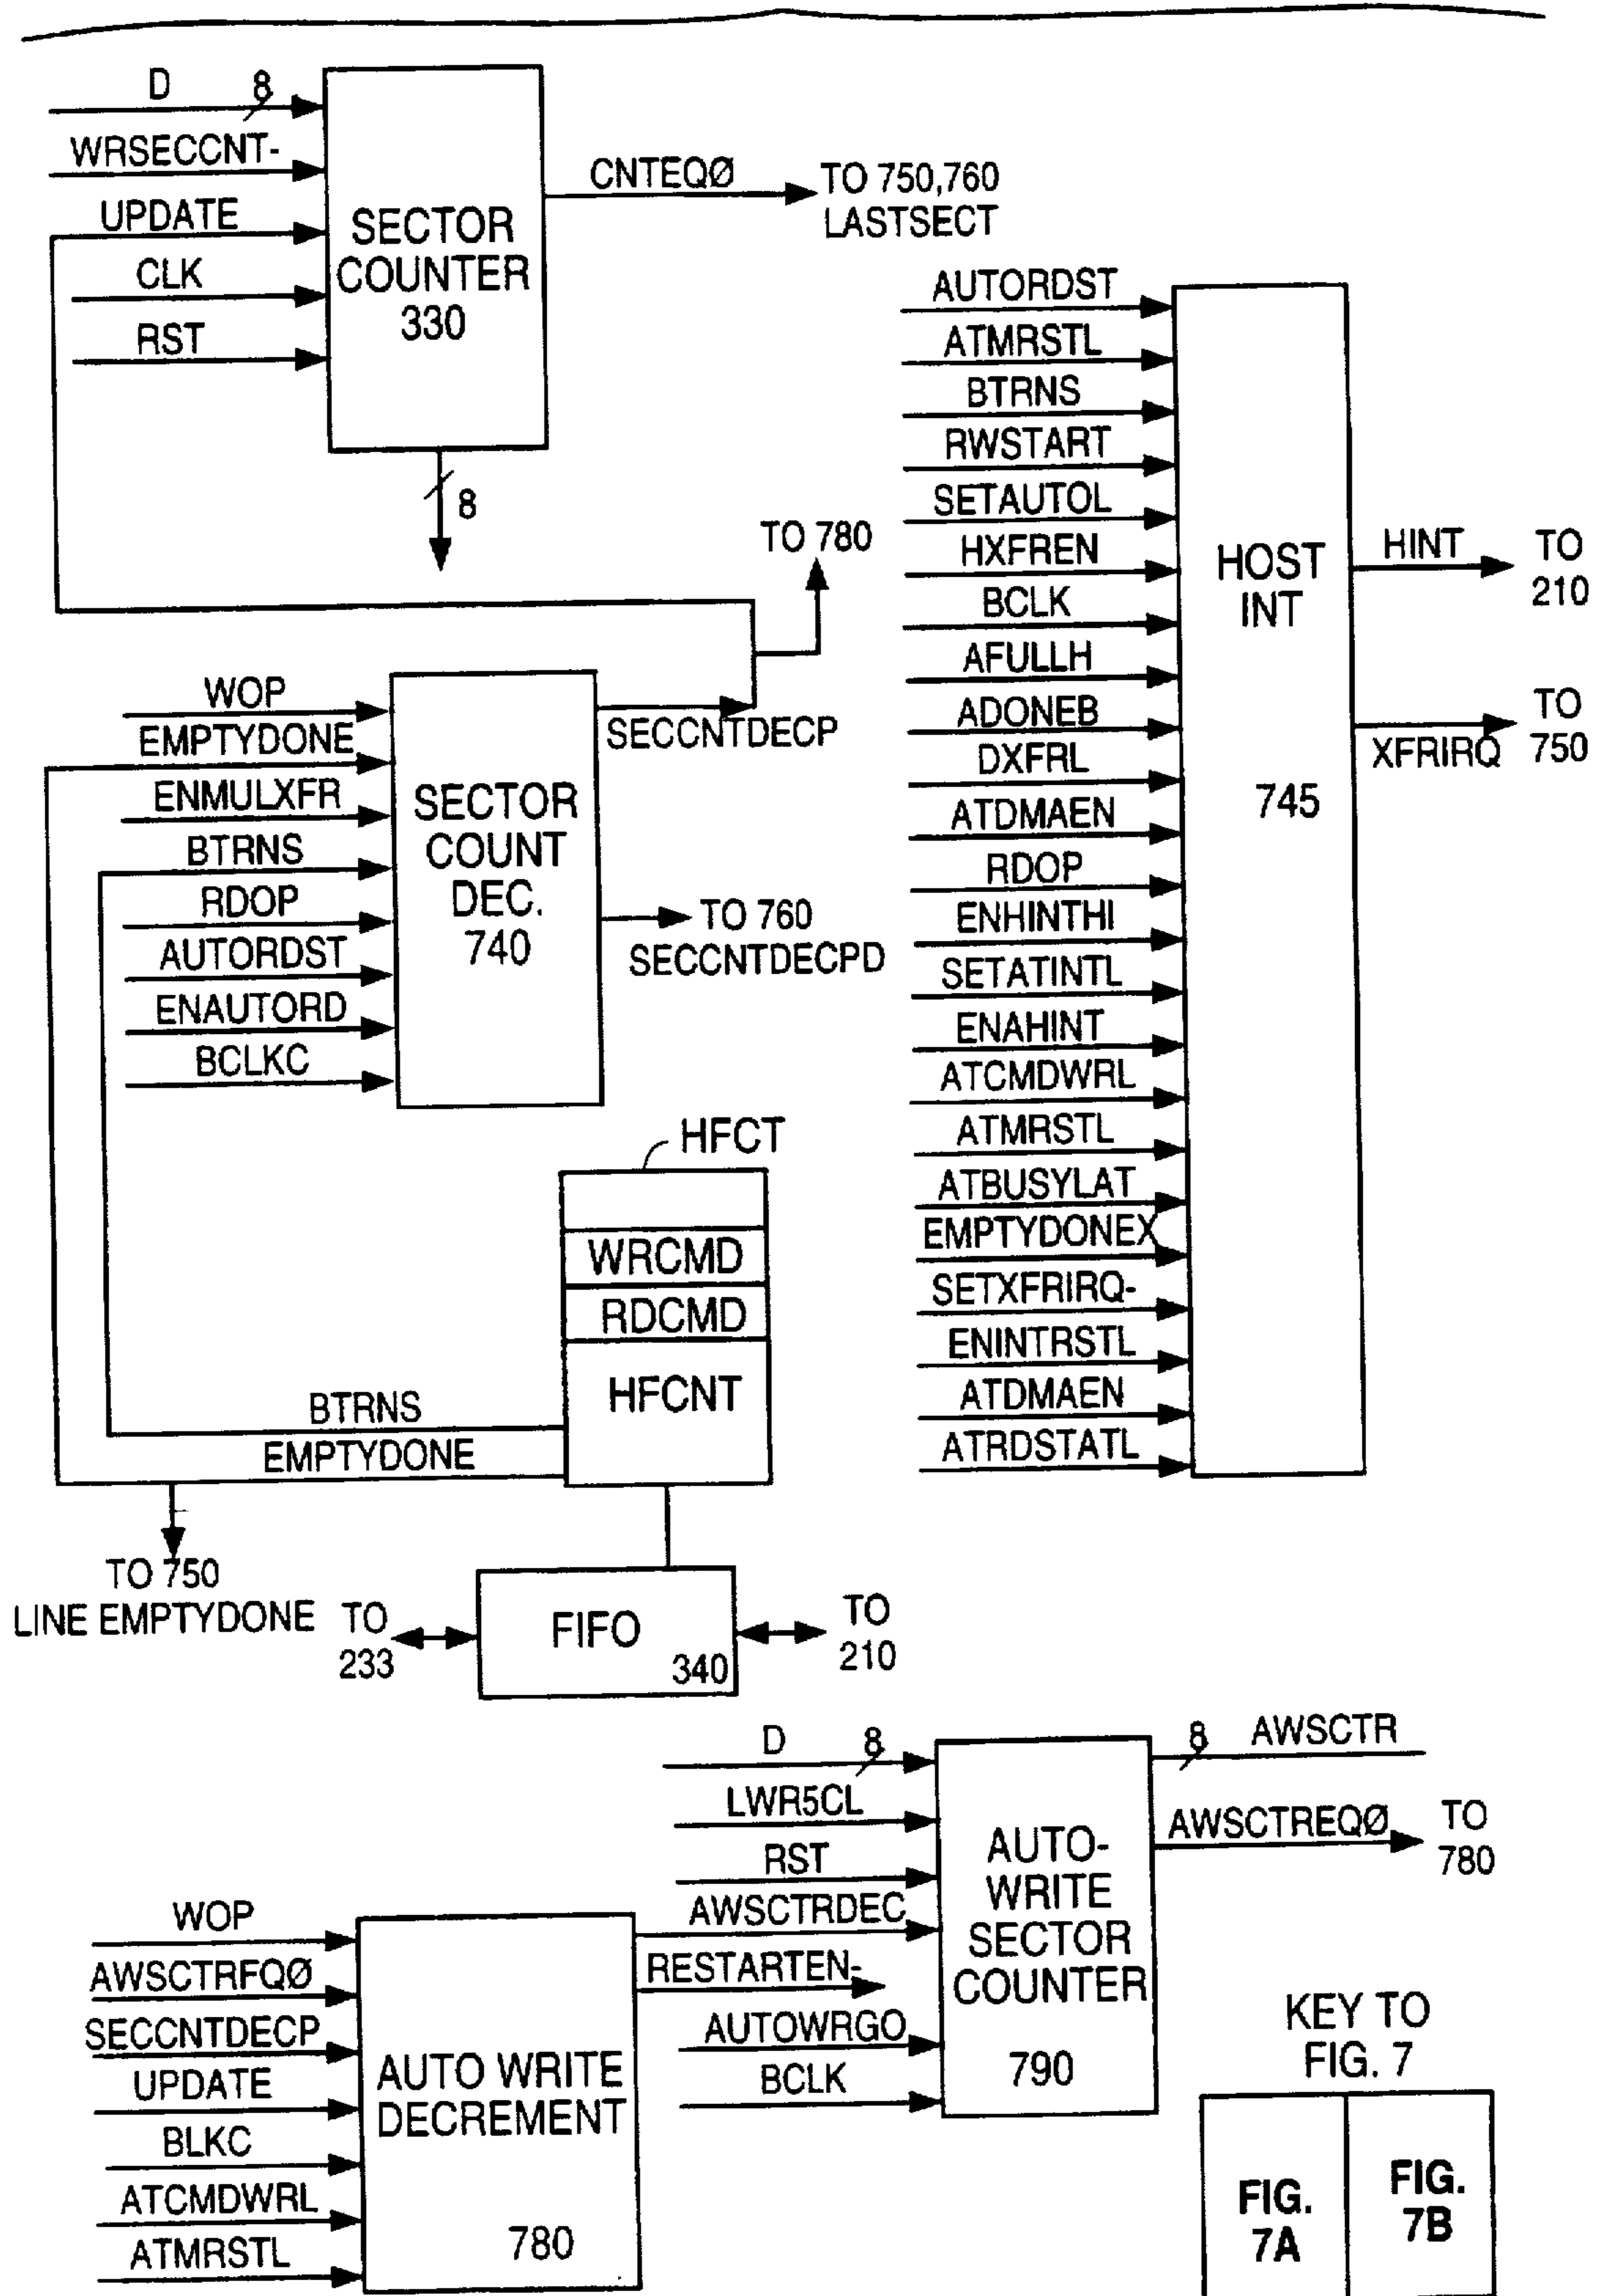 D 8
WRSECCNT-
UPDATE
CLK
RST
SECTOR
COUNTER
330
CNTEQØ
TO 750,760
LASTSECT
8
TO 780
WOP
EMPTYDONE
ENMULXFR
BTRNS
RDOP
AUTORDST
ENAUTORD
BCLKC
SECTOR
COUNT
DEC.
740
SECCNTDECP
TO 760
SECCNTDECPD
HFCT
WRCMD
RDCMD
HFCNT
BTRNS
EMPTYDONE
TO 750
LINE EMPTYDONE
TO
233
FIFO
340
TO
210
AUTORDST
ATMRSTL
BTRNS
RWSTART
SETAUTOL
HXFREN
BCLK
AFULLH
ADONEB
DXFRL
ATDMAEN
RDOP
ENHINTHI
SETATINTL
ENAHINT
ATCMDWRL
ATMRSTL
ATBUSYLAT
EMPTYDONEX
SETXFRIRQ-
ENINTRSTL
ATDMAEN
ATRDSTATL
HOST
INT
745
HINT
TO
210
XFRIRQ
TO
750
D 8
LWR5CL
RST
AWSCTRDEC
RESTARTEN-
AUTOWRGO
BCLK
AUTO-
WRITE
SECTOR
COUNTER
790
8 AWSCTR
AWSCTREQØ
TO
780
WOP
AWSCTRFQØ
SECCNTDECP
UPDATE
BLKC
ATCMDWRL
ATMRSTL
AUTO WRITE
DECREMENT
780
KEY TO
FIG. 7
FIG.
7A
FIG.
7B